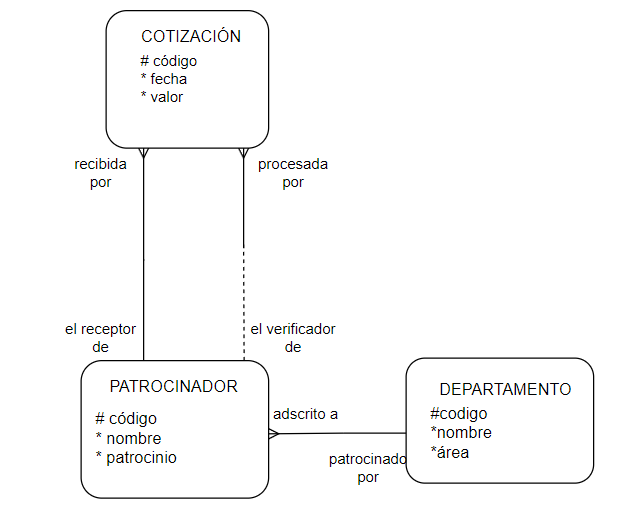 COTIZACIÓN
# código
* fecha
* valor
recibida
por
procesada
por
el receptor
de
el verificador
de
PATROCINADOR
# código
* nombre
* patrocinio
adscrito a
patrocinado
por
DEPARTAMENTO
#codigo
*nombre
*área